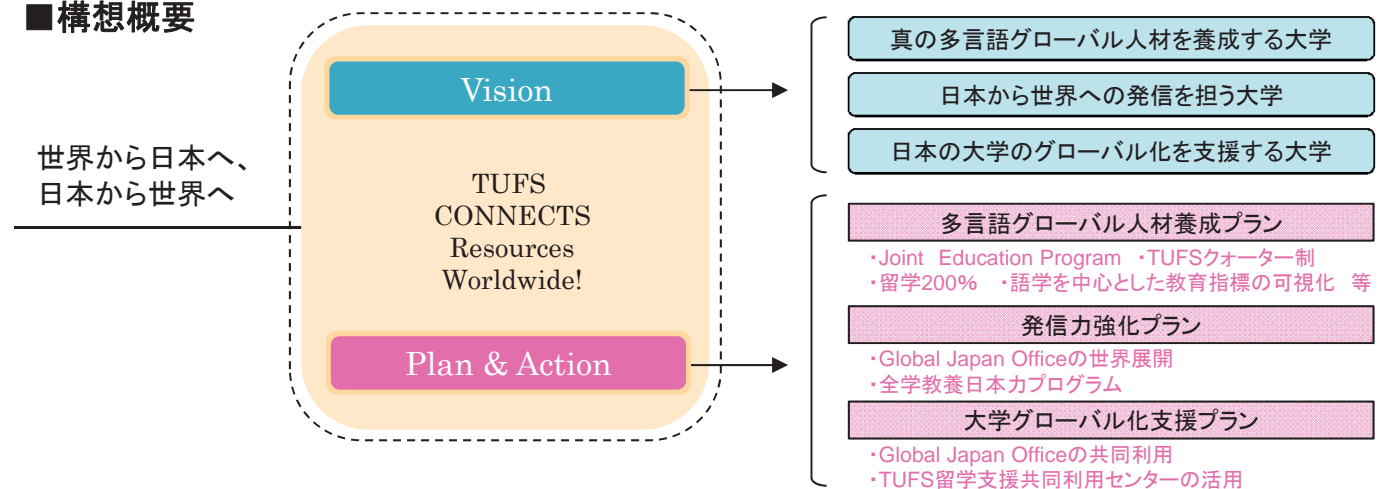 ■構想概要
世界から日本へ、
日本から世界へ
Vision
TUFS
CONNECTS
Resources
Worldwide!
Plan & Action
真の多言語グローバル人材を養成する大学
日本から世界への発信を担う大学
日本の大学のグローバル化を支援する大学
多言語グローバル人材養成プラン
・Joint Education Program ・TUFSクォーター制
・留学200% ・語学を中心とした教育指標の可視化 等
発信力強化プラン
・Global Japan Officeの世界展開
・全学教養日本力プログラム
大学グローバル化支援プラン
・Global Japan Officeの共同利用
・TUFS留学支援共同利用センターの活用